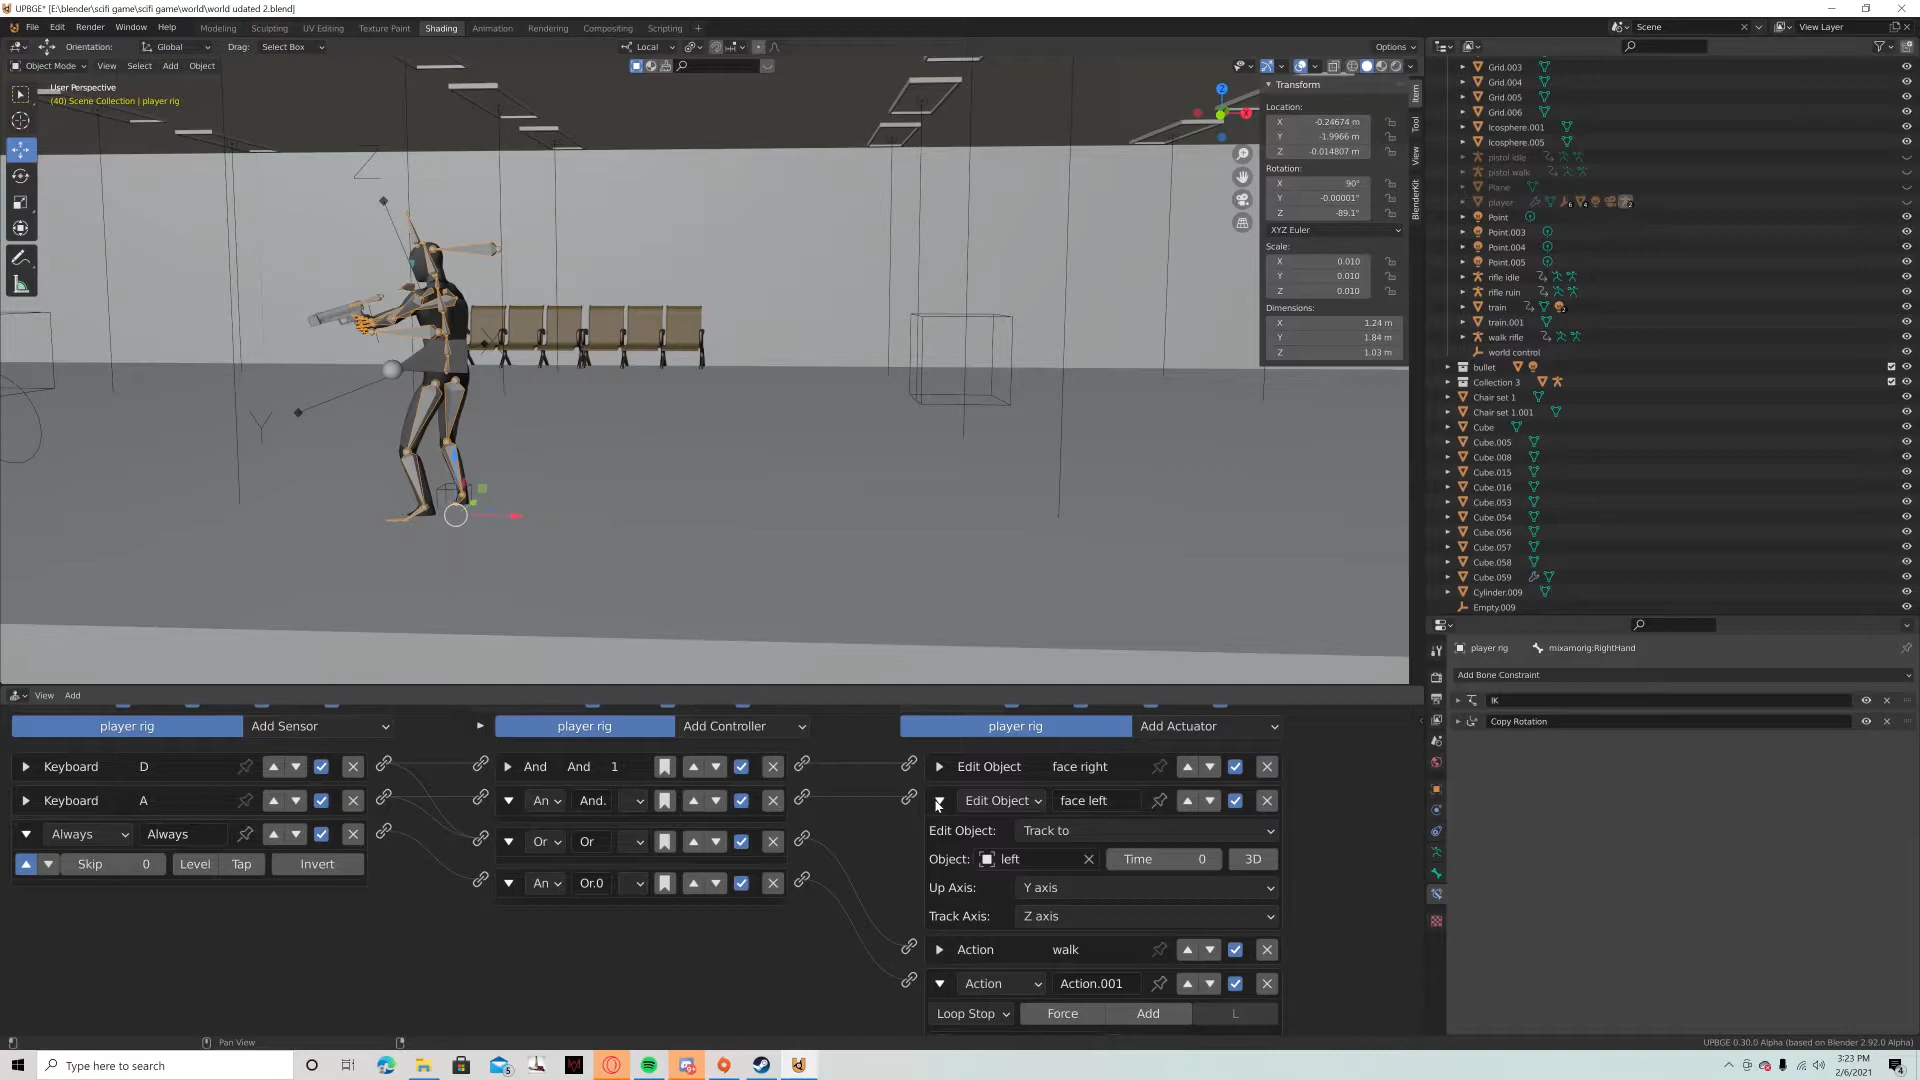 UPBGE* [E:\blender\scifi game\scifi game\world\world udated 2.blend]
File Edit Render Window Help Modeling Sculpting UV Editing Texture Paint Shading Animation Rendering Compositing Scripting + Scene View Layer
Orientation: Global Drag: Select Box Local Options
Object Mode View Select Add Object
User Perspective
(40) Scene Collection | player rig
Z
X
Y
Z
X
Transform
Location:
X -0.24674 m
Y -1.9966 m
Z -0.014807 m
Rotation:
X 90°
Y -0.00001°
Z -89.1°
XYZ Euler
Scale:
X 0.010
Y 0.010
Z 0.010
Dimensions:
X 1.24 m
Y 1.84 m
Z 1.03 m
Item
Tool
View
BlenderKit
Grid.003
Grid.004
Grid.005
Grid.006
Icosphere.001
Icosphere.005
pistol idle
pistol walk
Plane
player 6 4 2
Point
Point.003
Point.004
Point.005
rifle idle
rifle ruin
train 2
train.001
walk rifle
world control
bullet
Collection 3
Chair set 1
Chair set 1.001
Cube
Cube.005
Cube.008
Cube.015
Cube.016
Cube.053
Cube.054
Cube.056
Cube.057
Cube.058
Cube.059
Cylinder.009
Empty.009
player rig mixamorig:RightHand
Add Bone Constraint
IK
Copy Rotation
View Add
player rig Add Sensor player rig Add Controller player rig Add Actuator
Keyboard D And And 1 Edit Object face right
Keyboard A An And. Edit Object face left
Edit Object: Track to
Always Always Or Or
Skip 0 Level Tap Invert Object: left Time 0 3D
An Or.0 Up Axis: Y axis
Track Axis: Z axis
Action walk
Action Action.001
Loop Stop Force Add L
Pan View UPBGE 0.30.0 Alpha (based on Blender 2.92.0 Alpha)
Type here to search 3:23 PM
2/6/2021